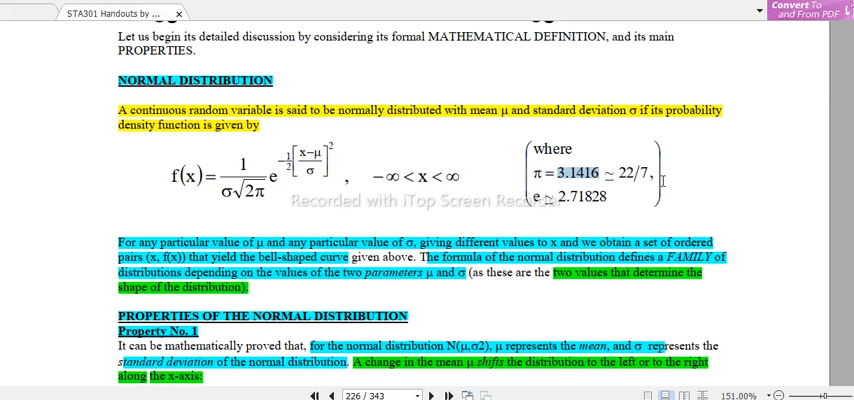 STA301 Handouts by ... ×
Convert To
and From PDF
Let us begin its detailed discussion by considering its formal MATHEMATICAL DEFINITION, and its main
PROPERTIES.
NORMAL DISTRIBUTION
A continuous random variable is said to be normally distributed with mean μ and standard deviation σ if its probability
density function is given by
f(x) = 1/(σ√2π) e^(-1/2[(x-μ)/σ]^2) , -∞ < x < ∞
where
π = 3.1416 ≃ 22/7,
e ≃ 2.71828
Recorded with iTop Screen Recorder
For any particular value of μ and any particular value of σ, giving different values to x and we obtain a set of ordered
pairs (x, f(x)) that yield the bell-shaped curve given above. The formula of the normal distribution defines a FAMILY of
distributions depending on the values of the two parameters μ and σ (as these are the two values that determine the
shape of the distribution).
PROPERTIES OF THE NORMAL DISTRIBUTION
Property No. 1
It can be mathematically proved that, for the normal distribution N(μ,σ2), μ represents the mean, and σ represents the
standard deviation of the normal distribution. A change in the mean μ shifts the distribution to the left or to the right
along the x-axis:
226 / 343
151.00%